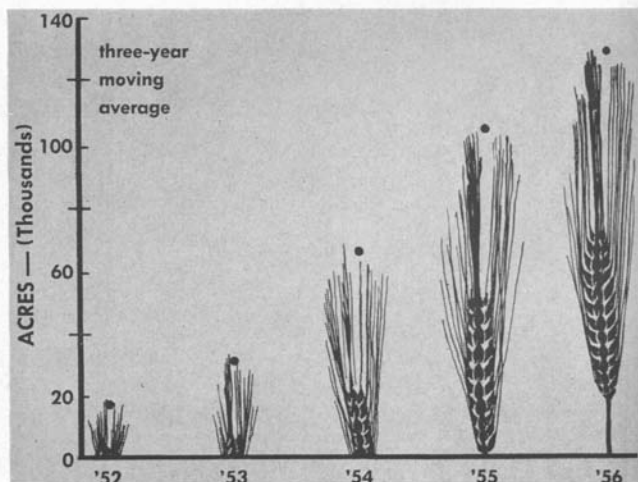 140
three-year
moving
average
100
60
20
0
ACRES — (Thousands)
'52 '53 '54 '55 '56